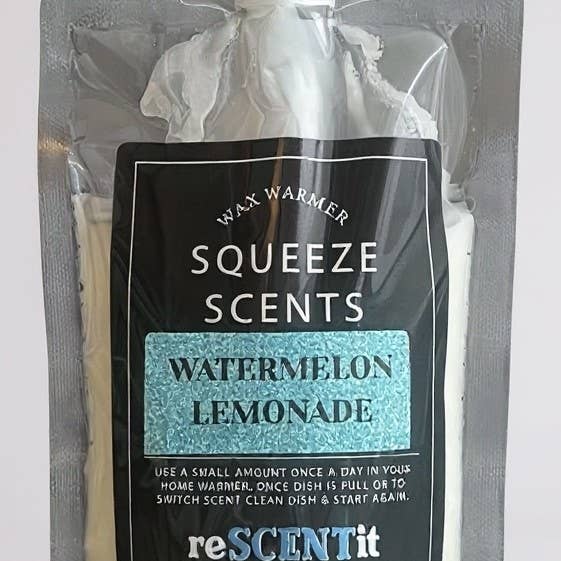 WAX WARMER
SQUEEZE
SCENTS
WATERMELON
LEMONADE
USE A SMALL AMOUNT ONCE A DAY IN YOUR
HOME WARMER. ONCE DISH IS FULL OR TO
SWITCH SCENT CLEAN DISH & START AGAIN.
reSCENTit